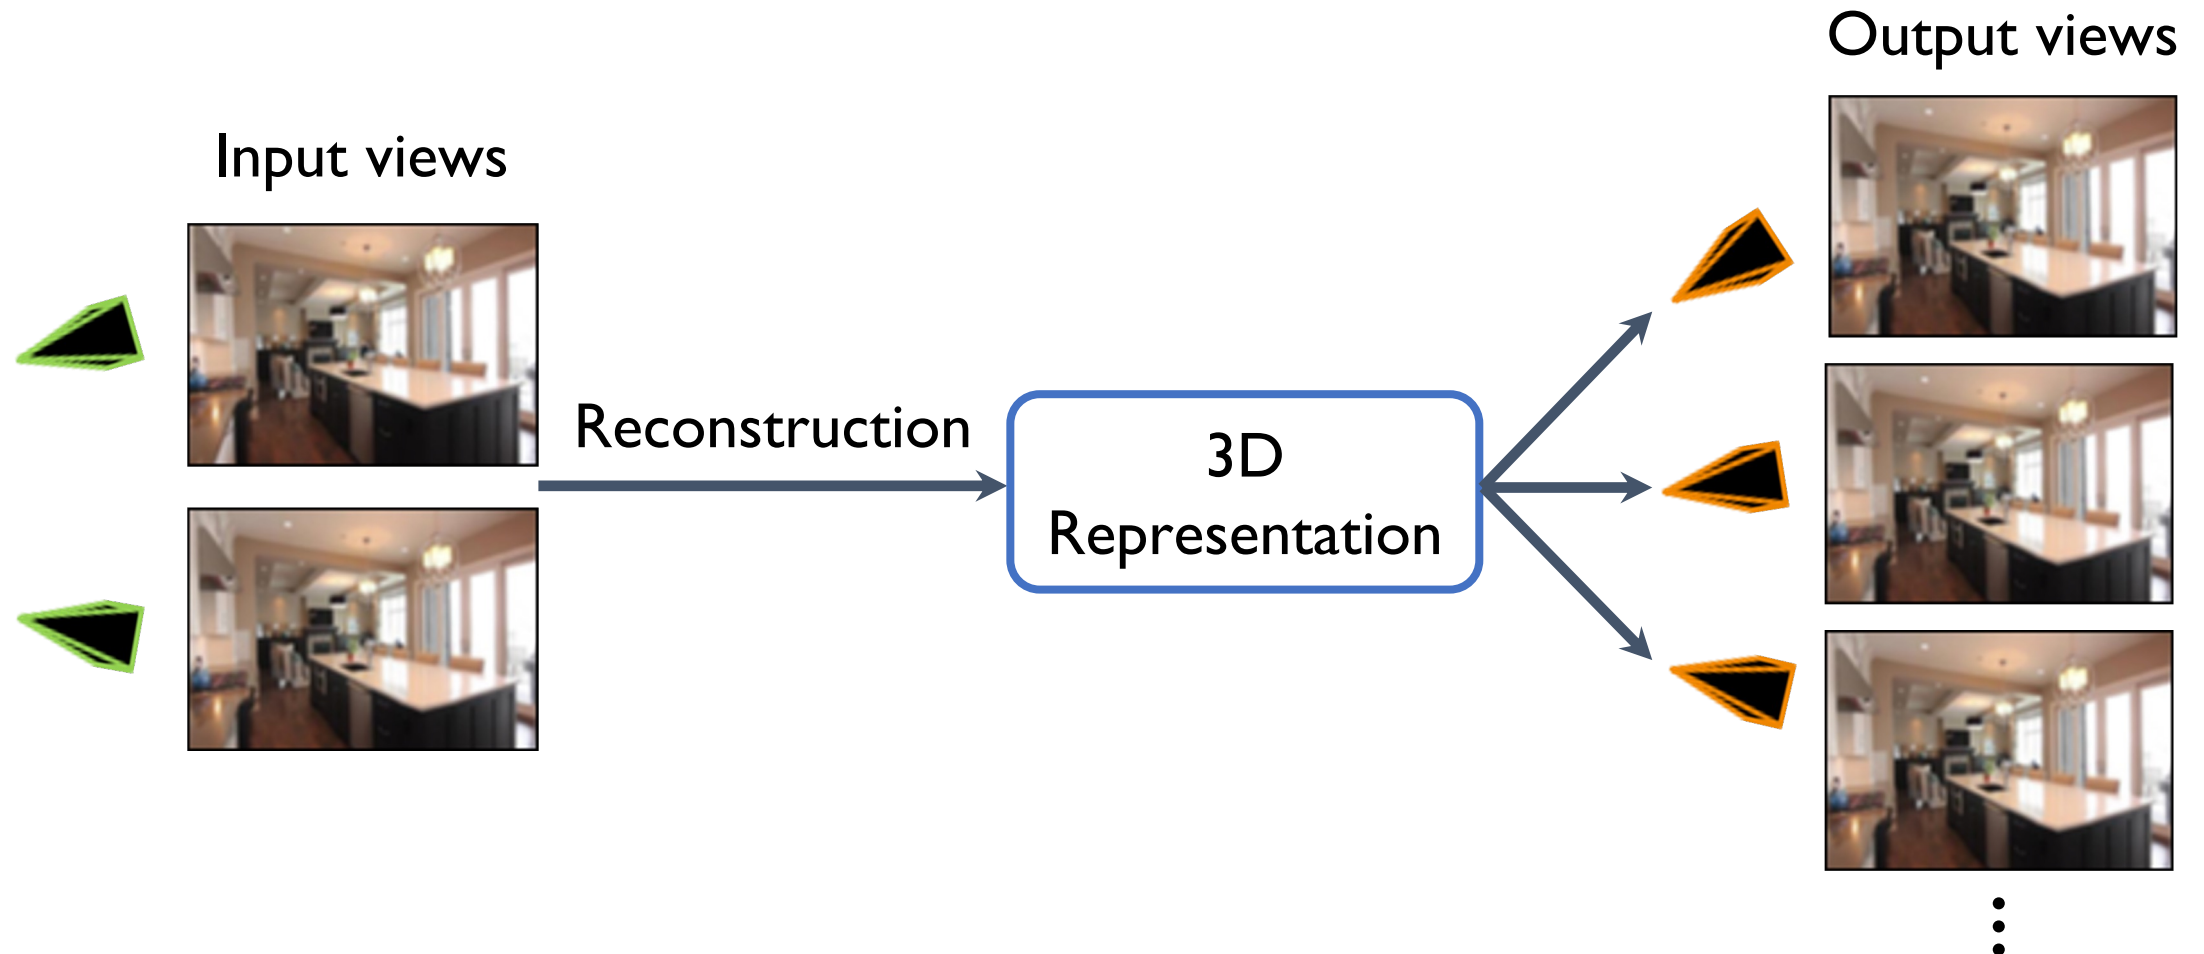 Output views
Input views
Reconstruction
3D
Representation